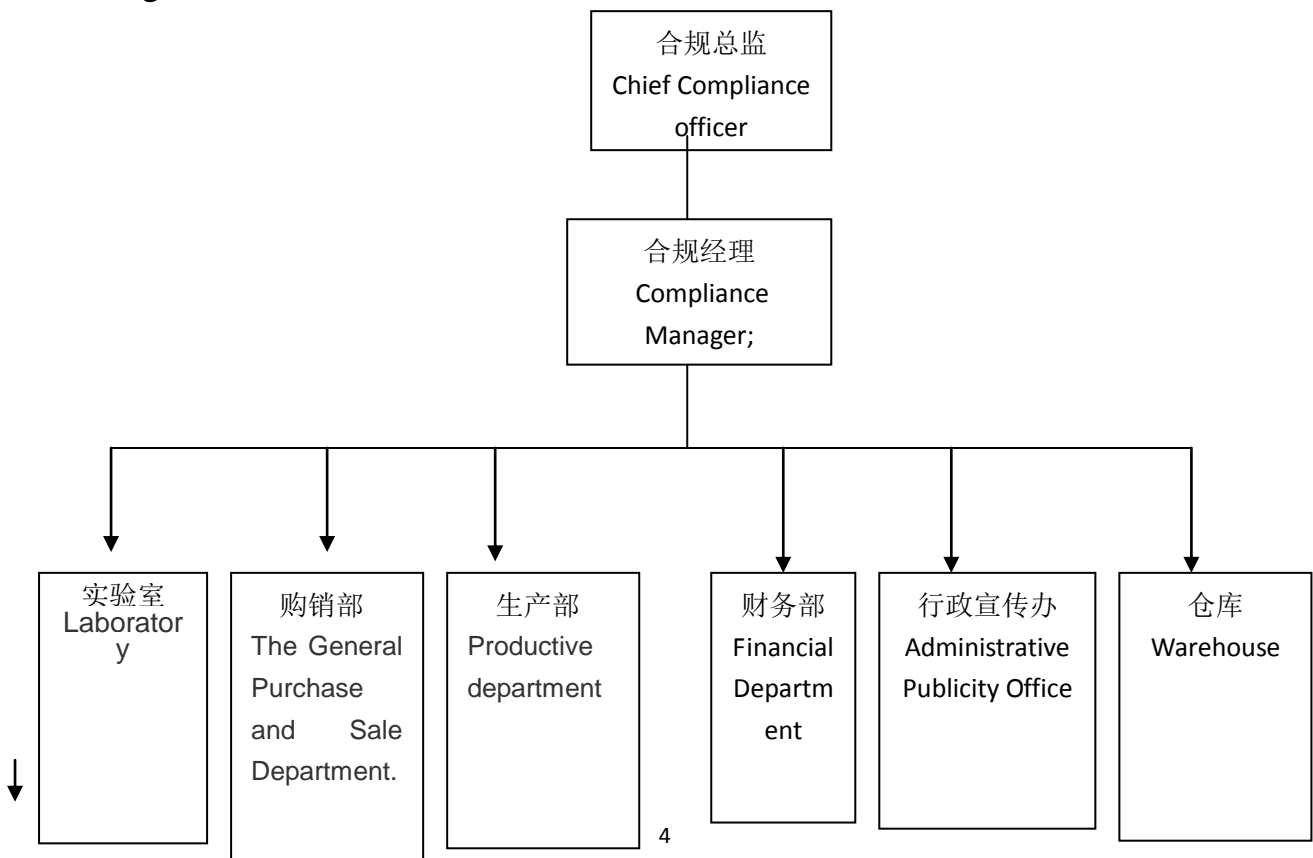 合规总监
Chief Compliance
officer
合规经理
Compliance
Manager;
实验室
Laborator
y
购销部
The General
Purchase
and Sale
Department.
生产部
Productive
department
财务部
Financial
Departm
ent
行政宣传办
Administrative
Publicity Office
仓库
Warehouse
4